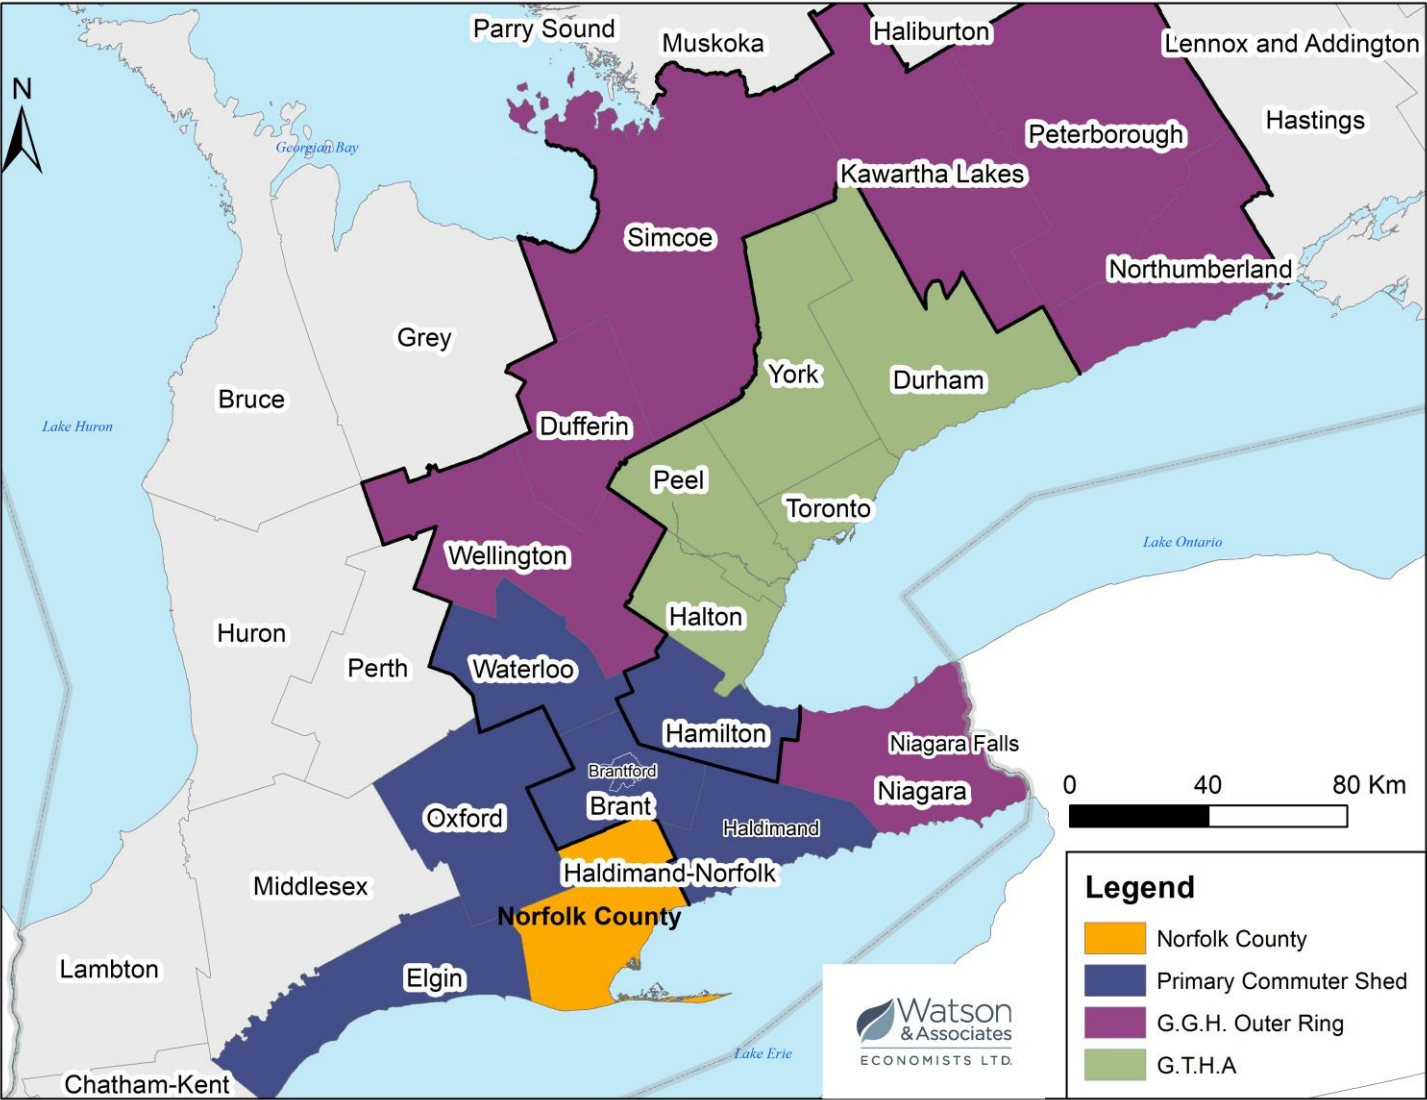 Parry Sound
Muskoka
Haliburton
Lennox and Addington
N
Hastings
Peterborough
Georgian Bay
Kawartha Lakes
Simcoe
Northumberland
Grey
York
Durham
Bruce
Lake Huron
Dufferin
Peel
Toronto
Lake Ontario
Wellington
Halton
Huron
Perth
Waterloo
Hamilton
Niagara Falls
Brantford
0 40 80 Km
Niagara
Brant
Oxford
Haldimand
Haldimand-Norfolk
Middlesex
Norfolk County
Lambton
Elgin
Lake Erie
Chatham-Kent
Watson
& Associates
ECONOMISTS LTD.
Legend
Norfolk County
Primary Commuter Shed
G.G.H. Outer Ring
G.T.H.A